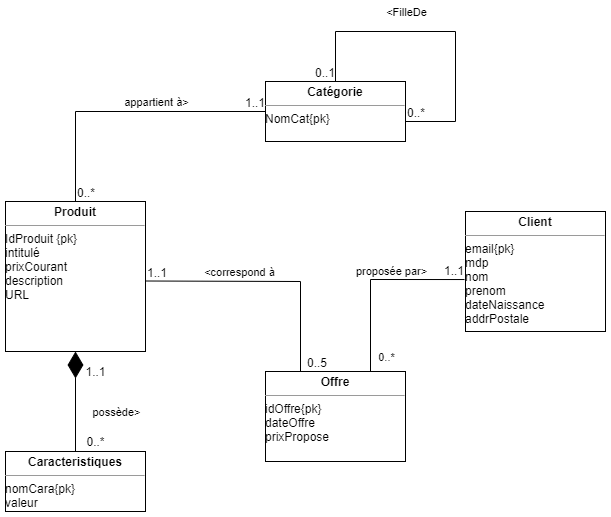 <FilleDe
0..1
Catégorie
appartient à>
1..1
NomCat{pk}
0..*
0..*
Produit
IdProduit {pk}
intitulé
prixCourant
description
URL
1..1
<correspond à
proposée par>
1..1
Client
email{pk}
mdp
nom
prenom
dateNaissance
addrPostale
1..1
0..5
0..*
Offre
idOffre{pk}
dateOffre
prixPropose
possède>
0..*
Caracteristiques
nomCara{pk}
valeur